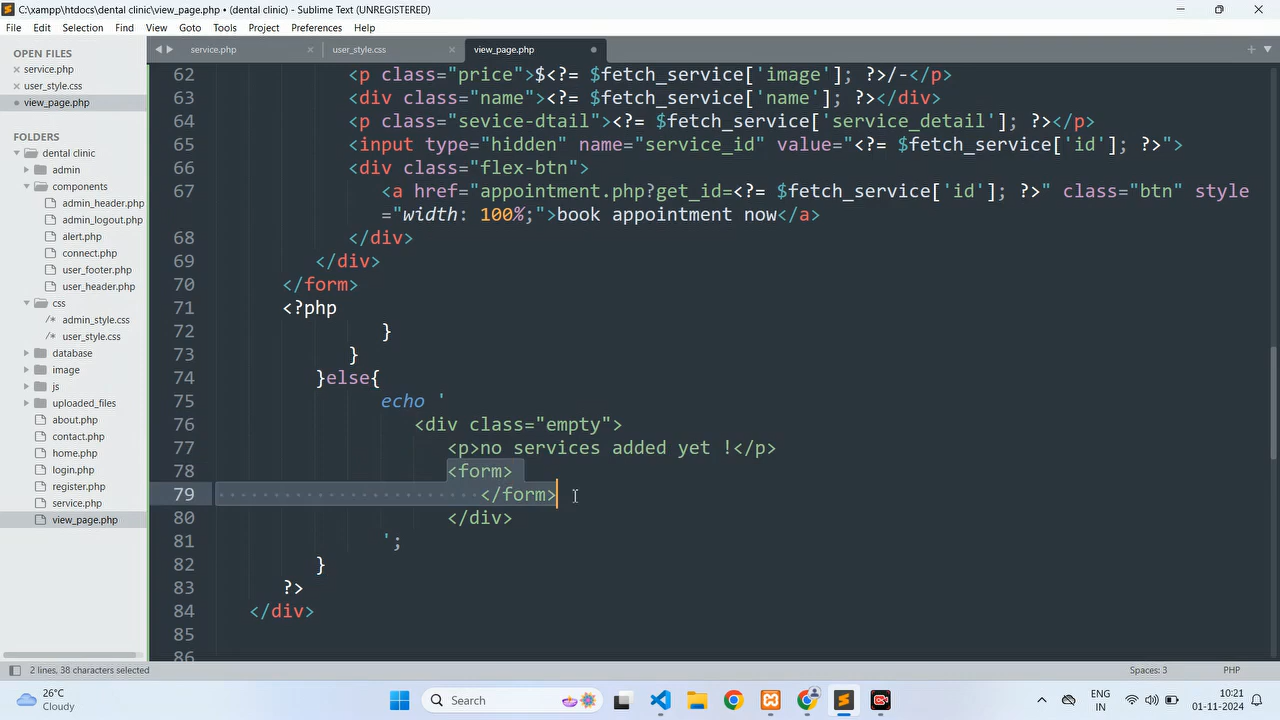 C:\xampp\htdocs\dental clinic\view_page.php • (dental clinic) - Sublime Text (UNREGISTERED)
File Edit Selection Find View Goto Tools Project Preferences Help
OPEN FILES
service.php
user_style.css
view_page.php
FOLDERS
dental clinic
admin
components
admin_header.php
admin_logout.php
alert.php
connect.php
user_footer.php
user_header.php
css
admin_style.css
user_style.css
database
image
js
uploaded_files
about.php
contact.php
home.php
login.php
register.php
service.php
view_page.php
service.php user_style.css view_page.php
62 <p class="price">$<?= $fetch_service['image']; ?>/-</p>
63 <div class="name"><?= $fetch_service['name']; ?></div>
64 <p class="sevice-dtail"><?= $fetch_service['service_detail']; ?></p>
65 <input type="hidden" name="service_id" value="<?= $fetch_service['id']; ?>">
66 <div class="flex-btn">
67 <a href="appointment.php?get_id=<?= $fetch_service['id']; ?>" class="btn" style
="width: 100%;">book appointment now</a>
68 </div>
69 </div>
70 </form>
71 <?php
72 }
73 }
74 }else{
75 echo '
76 <div class="empty">
77 <p>no services added yet !</p>
78 <form>
79 </form>
80 </div>
81 ';
82 }
83 ?>
84 </div>
85
86
2 lines, 38 characters selected
Spaces: 3 PHP
26°C
Cloudy
Search
ENG
IN
10:21
01-11-2024